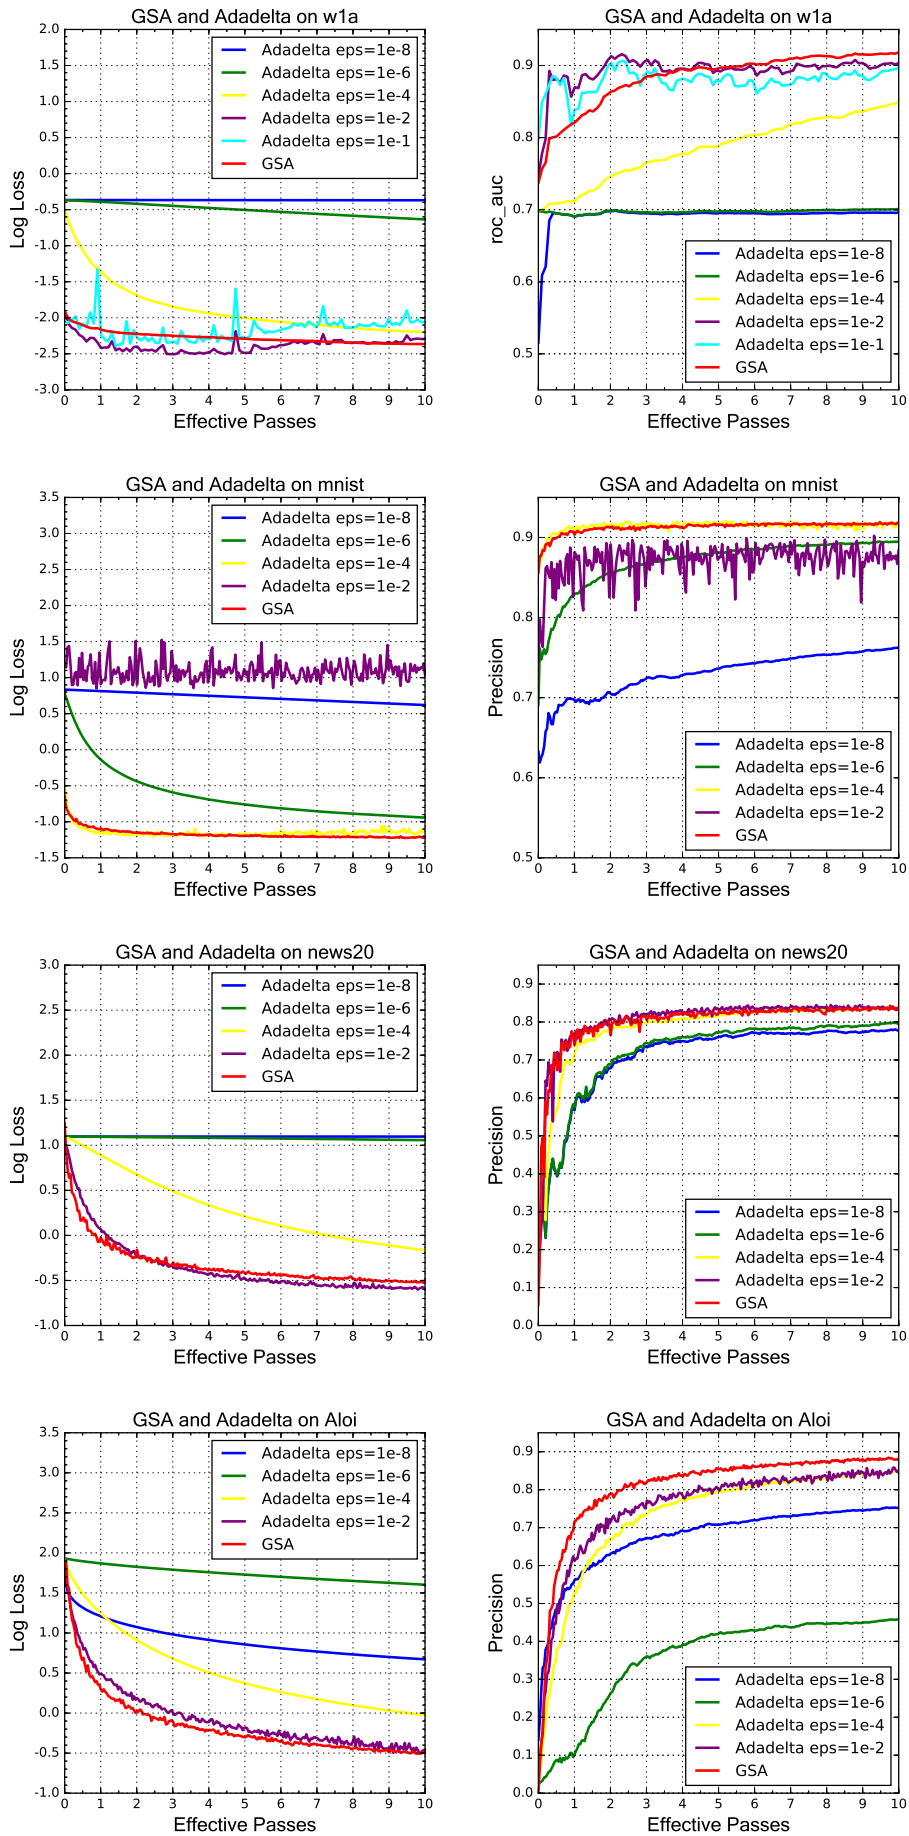 GSA and Adadelta on w1a
2.0
1.5
1.0
0.5
0.0
-0.5
-1.0
-1.5
-2.0
-2.5
-3.0
Log Loss
Adadelta eps=1e-8
Adadelta eps=1e-6
Adadelta eps=1e-4
Adadelta eps=1e-2
Adadelta eps=1e-1
GSA
0 1 2 3 4 5 6 7 8 9 10
Effective Passes
GSA and Adadelta on w1a
0.9
0.8
0.7
0.6
0.5
roc_auc
Adadelta eps=1e-8
Adadelta eps=1e-6
Adadelta eps=1e-4
Adadelta eps=1e-2
Adadelta eps=1e-1
GSA
0 1 2 3 4 5 6 7 8 9 10
Effective Passes
GSA and Adadelta on mnist
3.5
3.0
2.5
2.0
1.5
1.0
0.5
0.0
-0.5
-1.0
-1.5
Log Loss
Adadelta eps=1e-8
Adadelta eps=1e-6
Adadelta eps=1e-4
Adadelta eps=1e-2
GSA
0 1 2 3 4 5 6 7 8 9 10
Effective Passes
GSA and Adadelta on mnist
0.9
0.8
0.7
0.6
0.5
Precision
Adadelta eps=1e-8
Adadelta eps=1e-6
Adadelta eps=1e-4
Adadelta eps=1e-2
GSA
0 1 2 3 4 5 6 7 8 9 10
Effective Passes
GSA and Adadelta on news20
3.0
2.5
2.0
1.5
1.0
0.5
0.0
-0.5
-1.0
Log Loss
Adadelta eps=1e-8
Adadelta eps=1e-6
Adadelta eps=1e-4
Adadelta eps=1e-2
GSA
0 1 2 3 4 5 6 7 8 9 10
Effective Passes
GSA and Adadelta on news20
0.9
0.8
0.7
0.6
0.5
0.4
0.3
0.2
0.1
0.0
Precision
Adadelta eps=1e-8
Adadelta eps=1e-6
Adadelta eps=1e-4
Adadelta eps=1e-2
GSA
0 1 2 3 4 5 6 7 8 9 10
Effective Passes
GSA and Adadelta on Aloi
3.5
3.0
2.5
2.0
1.5
1.0
0.5
0.0
-0.5
-1.0
Log Loss
Adadelta eps=1e-8
Adadelta eps=1e-6
Adadelta eps=1e-4
Adadelta eps=1e-2
GSA
0 1 2 3 4 5 6 7 8 9 10
Effective Passes
GSA and Adadelta on Aloi
0.9
0.8
0.7
0.6
0.5
0.4
0.3
0.2
0.1
0.0
Precision
Adadelta eps=1e-8
Adadelta eps=1e-6
Adadelta eps=1e-4
Adadelta eps=1e-2
GSA
0 1 2 3 4 5 6 7 8 9 10
Effective Passes